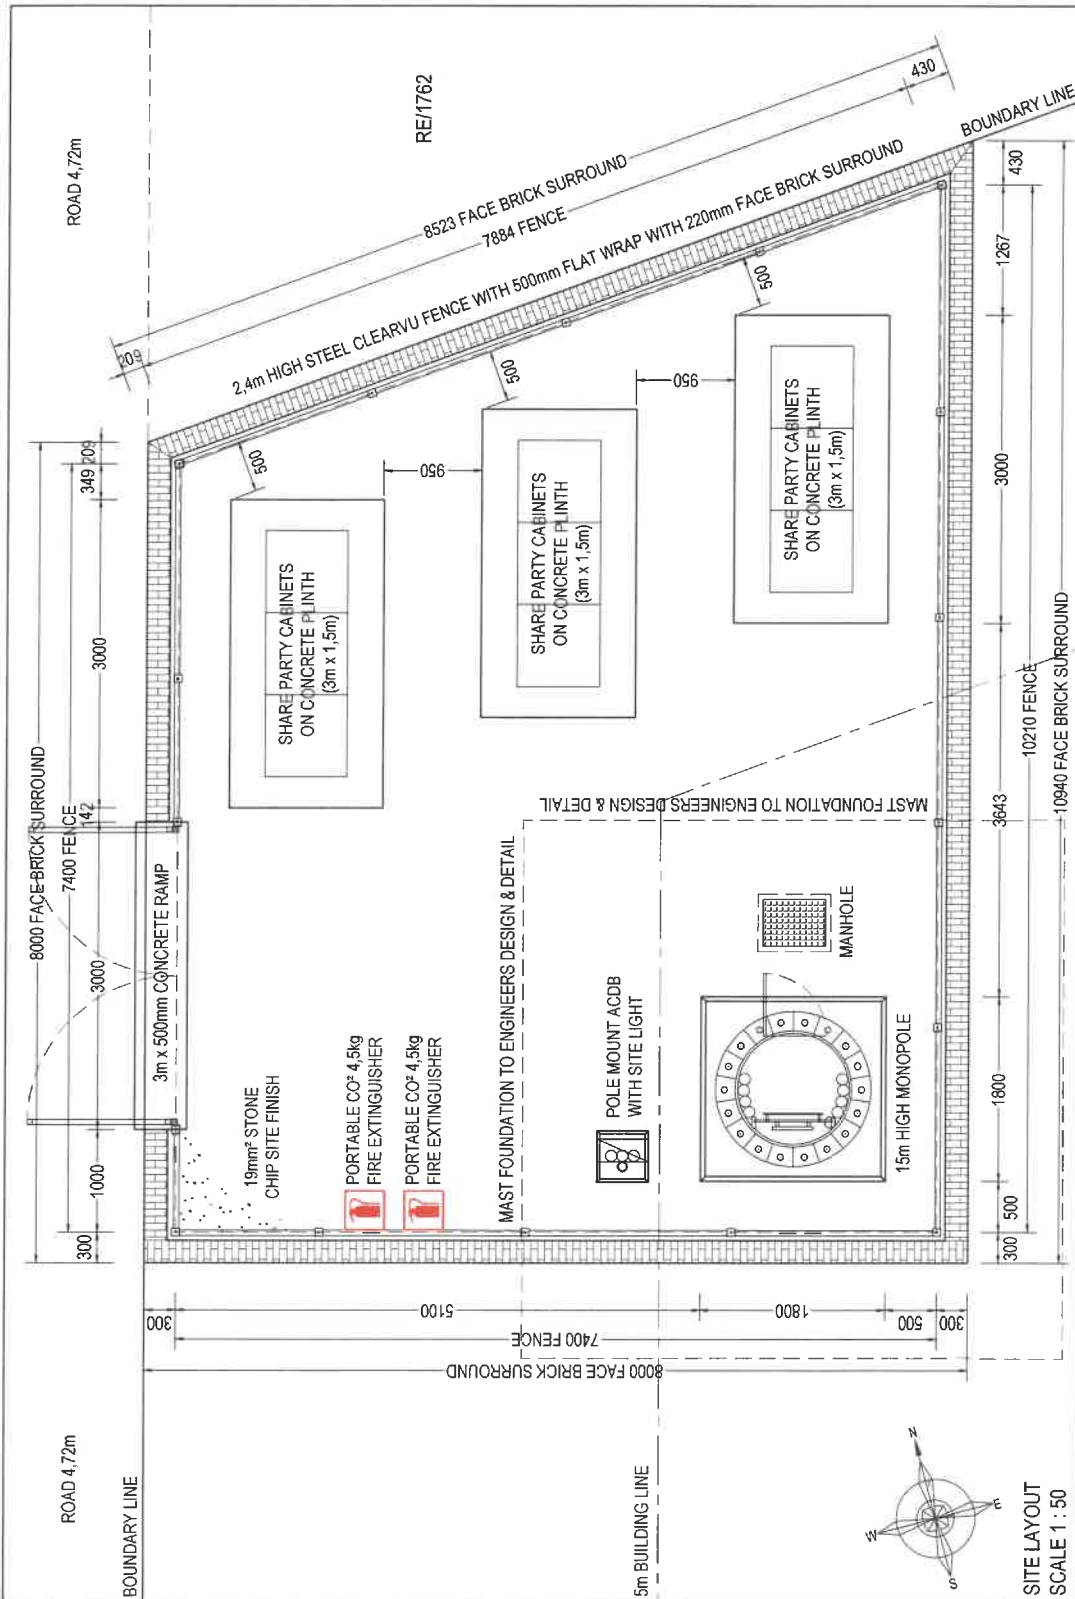 ROAD 4,72m
ROAD 4,72m
RE/1762
BOUNDARY LINE
BOUNDARY LINE
5m BUILDING LINE
8523 FACE BRICK SURROUND
7884 FENCE
209
430
2,4m HIGH STEEL CLEARVU FENCE WITH 500mm FLAT WRAP WITH 220mm FACE BRICK SURROUND
8000 FACE BRICK SURROUND
7400 FENCE
300
1000
3000
142
3000
349
209
3m x 500mm CONCRETE RAMP
19mm² STONE
CHIP SITE FINISH
PORTABLE CO² 4,5kg
FIRE EXTINGUISHER
PORTABLE CO² 4,5kg
FIRE EXTINGUISHER
SHARE PARTY CABINETS
ON CONCRETE PLINTH
(3m x 1,5m)
SHARE PARTY CABINETS
ON CONCRETE PLINTH
(3m x 1,5m)
SHARE PARTY CABINETS
ON CONCRETE PLINTH
(3m x 1,5m)
500
500
500
950
950
MAST FOUNDATION TO ENGINEERS DESIGN & DETAIL
MAST FOUNDATION TO ENGINEERS DESIGN & DETAIL
POLE MOUNT ACDB
WITH SITE LIGHT
MANHOLE
15m HIGH MONOPOLE
300
5100
1800
500
300
7400 FENCE
8000 FACE BRICK SURROUND
300
500
1800
3643
3000
1267
430
10210 FENCE
10940 FACE BRICK SURROUND
N
E
S
W
SITE LAYOUT
SCALE 1 : 50